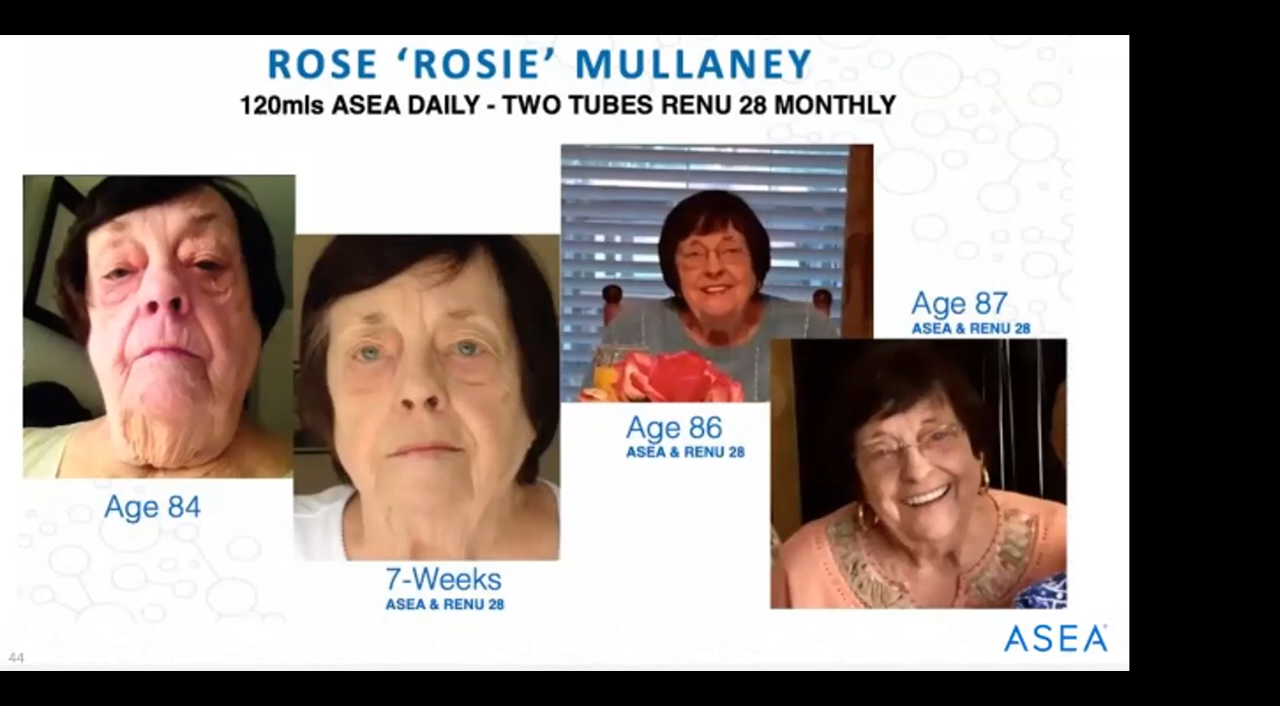 ROSE ‘ROSIE’ MULLANEY
120mls ASEA DAILY - TWO TUBES RENU 28 MONTHLY
Age 84
7-Weeks
ASEA & RENU 28
Age 86
ASEA & RENU 28
Age 87
ASEA & RENU 28
ASEA
44